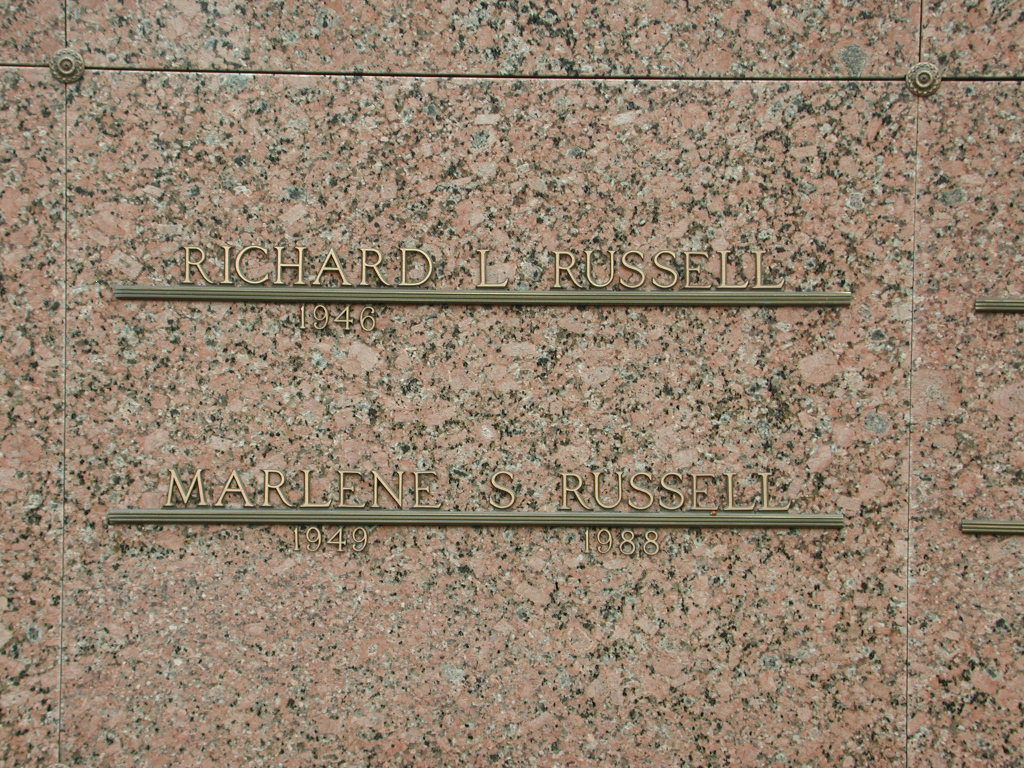 RICHARD L RUSSELL
1946
MARLENE S RUSSELL
1949 1988